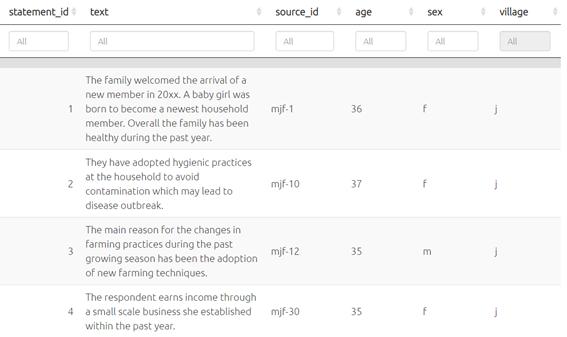 statement_id text source_id age sex village
All All All All All All
The family welcomed the arrival of a
new member in 20xx. A baby girl was
1 born to become a newest household mjf-1 36 f j
member. Overall the family has been
healthy during the past year.
They have adopted hygienic practices
2 at the household to avoid mjf-10 37 f j
contamination which may lead to
disease outbreak.
The main reason for the changes in
3 farming practices during the past mjf-12 35 m j
growing season has been the adoption
of new farming techniques.
The respondent earns income through
4 a small scale business she established mjf-30 35 f j
within the past year.